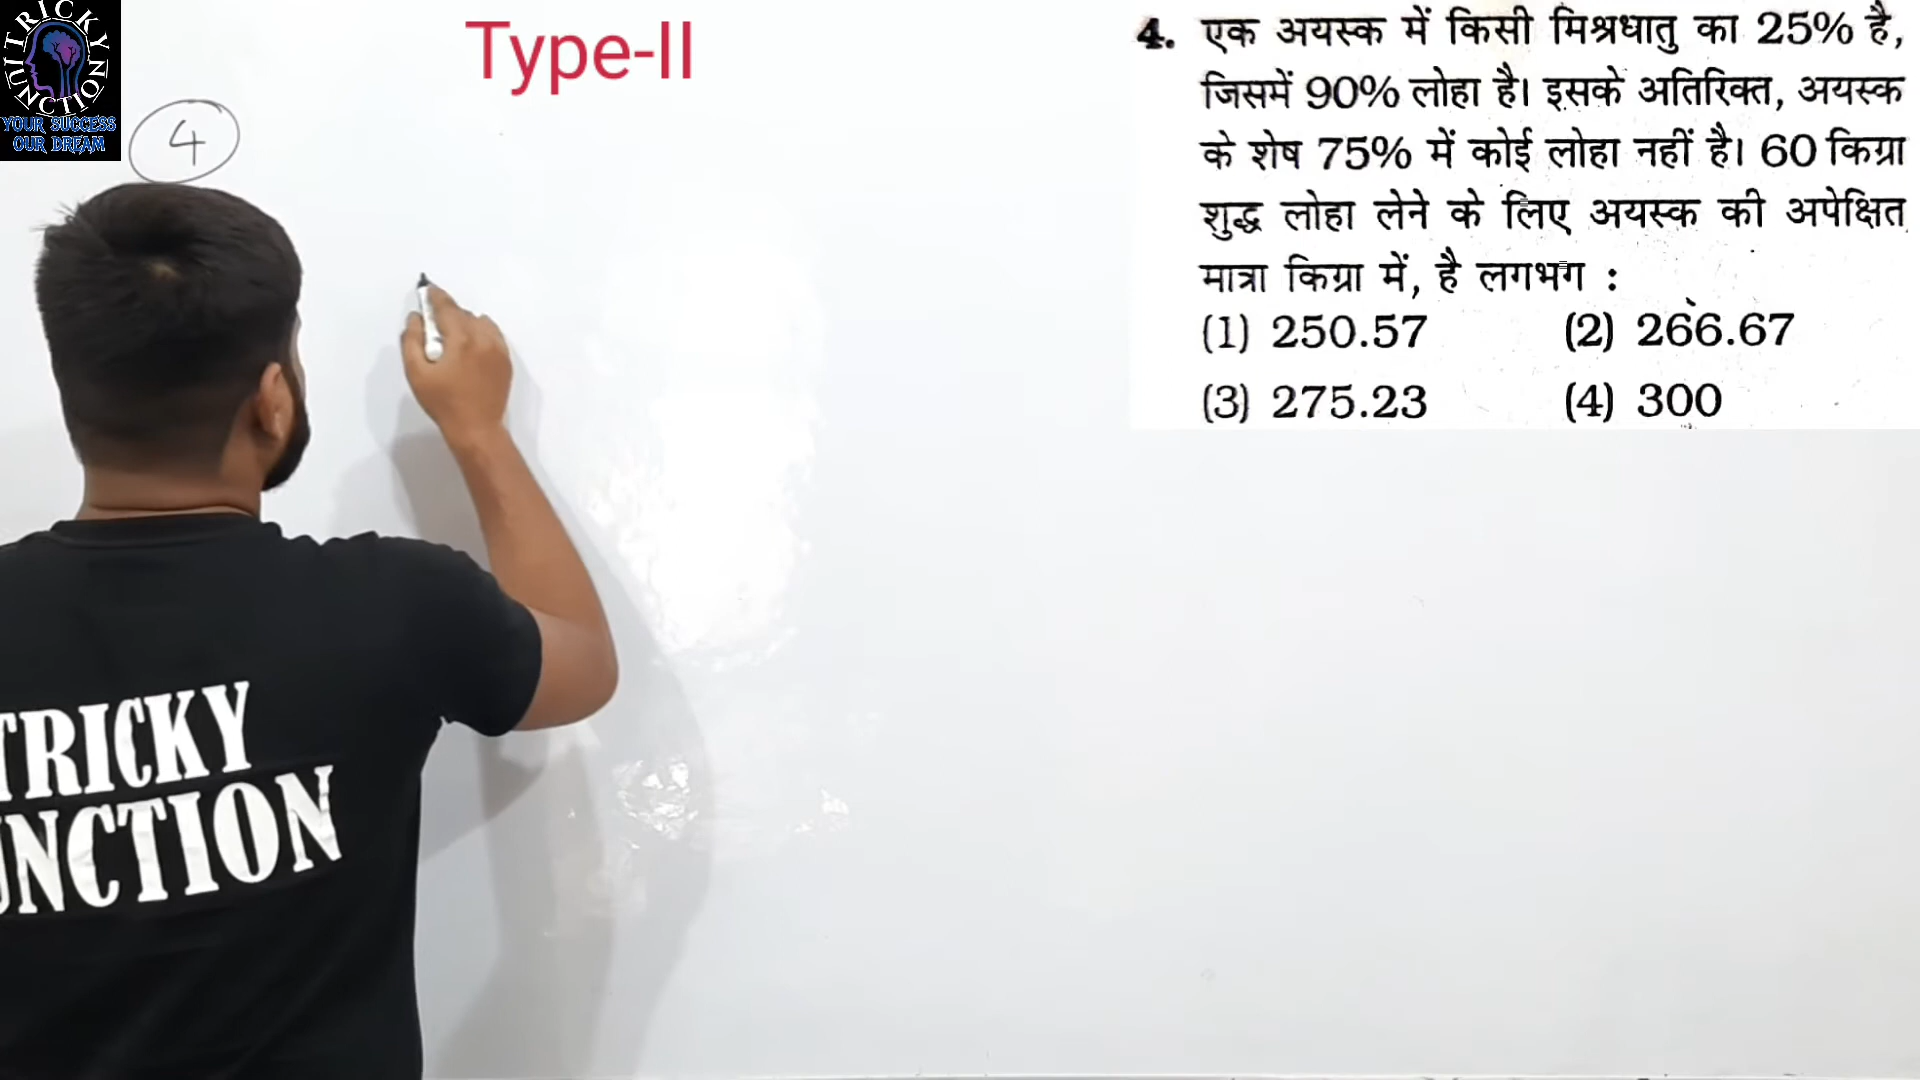 TRICKY
JUNCTION
YOUR SUCCESS
OUR DREAM
Type-II
4
4. एक अयस्क में किसी मिश्रधातु का 25% है,
जिसमें 90% लोहा है। इसके अतिरिक्त, अयस्क
के शेष 75% में कोई लोहा नहीं है। 60 किग्रा
शुद्ध लोहा लेने के लिए अयस्क की अपेक्षित
मात्रा किग्रा में, है लगभग :
(1) 250.57 (2) 266.67
(3) 275.23 (4) 300
TRICKY
UNCTION